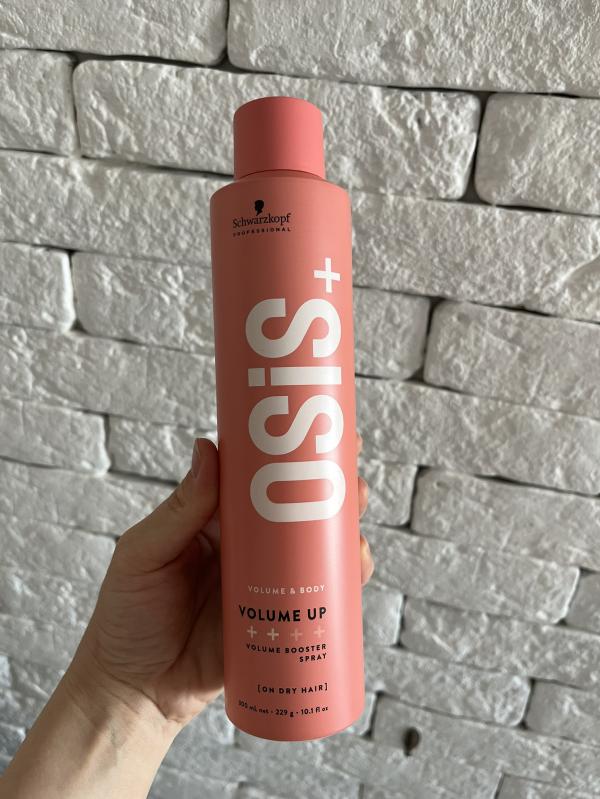 Schwarzkopf
PROFESSIONAL
OSiS+
VOLUME & BODY
VOLUME UP
++++
VOLUME BOOSTER
SPRAY
[ON DRY HAIR]
300 mL net · 229 g · 10.1 fl oz